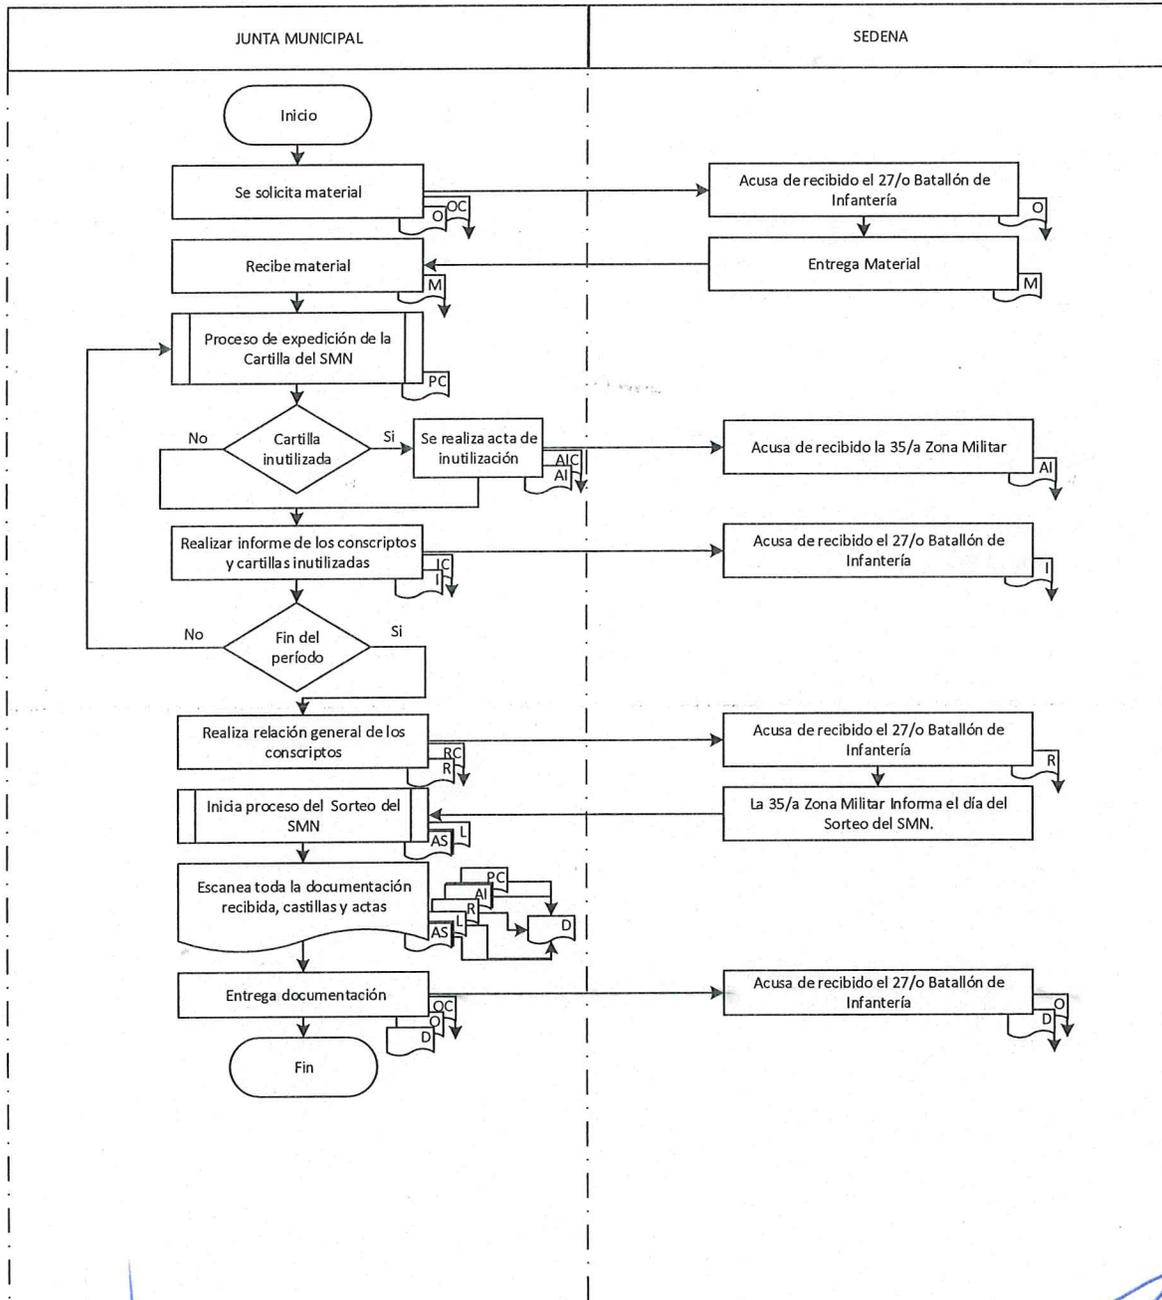 JUNTA MUNICIPAL
SEDENA
Inicio
Se solicita material
O
OC
Acusa de recibido el 27/o Batallón de
Infantería
O
Recibe material
M
Entrega Material
M
Proceso de expedición de la
Cartilla del SMN
PC
No
Cartilla
inutilizada
Si
Se realiza acta de
inutilización
AIC
AI
Acusa de recibido la 35/a Zona Militar
AI
Realizar informe de los conscriptos
y cartillas inutilizadas
IC
I
Acusa de recibido el 27/o Batallón de
Infantería
I
No
Fin del
período
Si
Realiza relación general de los
conscriptos
RC
R
Acusa de recibido el 27/o Batallón de
Infantería
R
Inicia proceso del Sorteo del
SMN
L
AS
La 35/a Zona Militar Informa el día del
Sorteo del SMN.
Escanea toda la documentación
recibida, castillas y actas
PC
AI
R
L
AS
D
Entrega documentación
OC
O
D
Acusa de recibido el 27/o Batallón de
Infantería
O
D
Fin